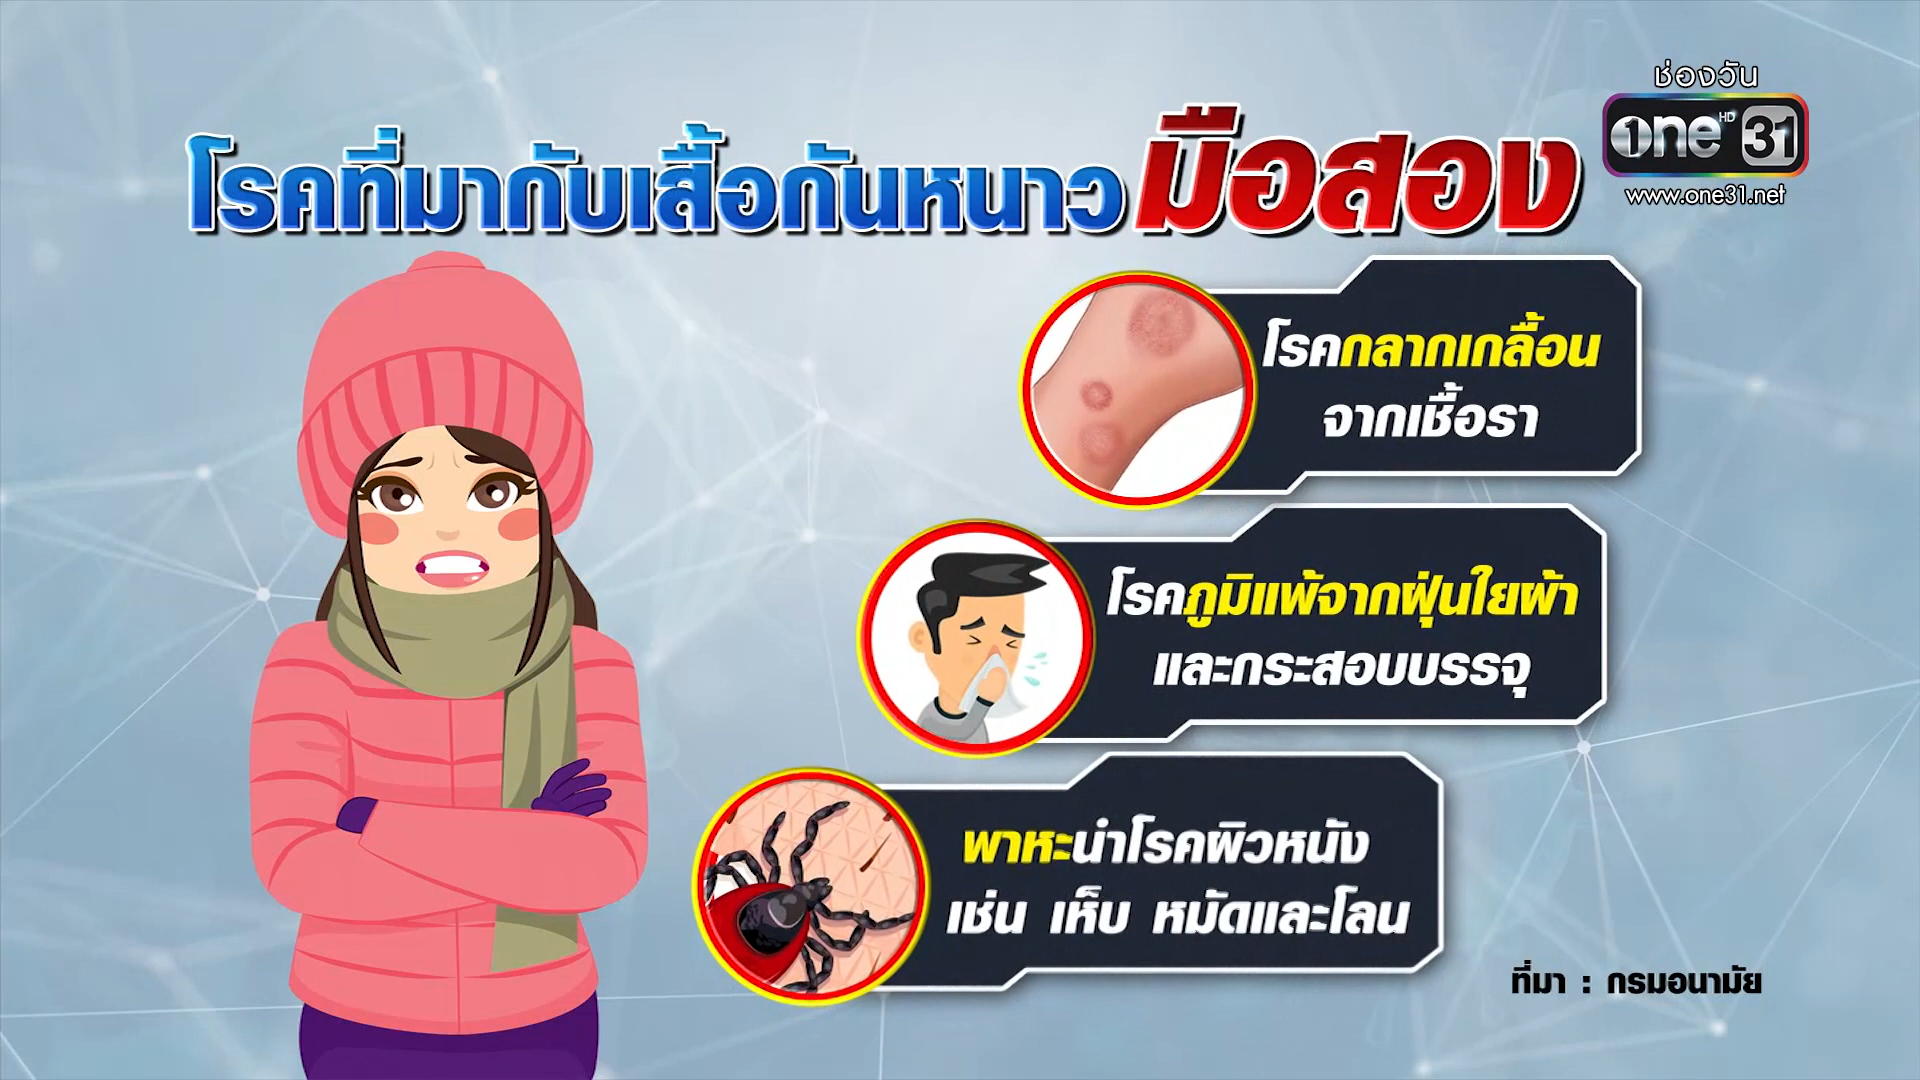 ช่องวัน
one HD 31
www.one31.net
โรคที่มากับเสื้อกันหนาวมือสอง
โรคกลากเกลื้อน
จากเชื้อรา
โรคภูมิแพ้จากฝุ่นใยผ้า
และกระสอบบรรจุ
พาหะนำโรคผิวหนัง
เช่น เห็บ หมัดและโลน
ที่มา : กรมอนามัย